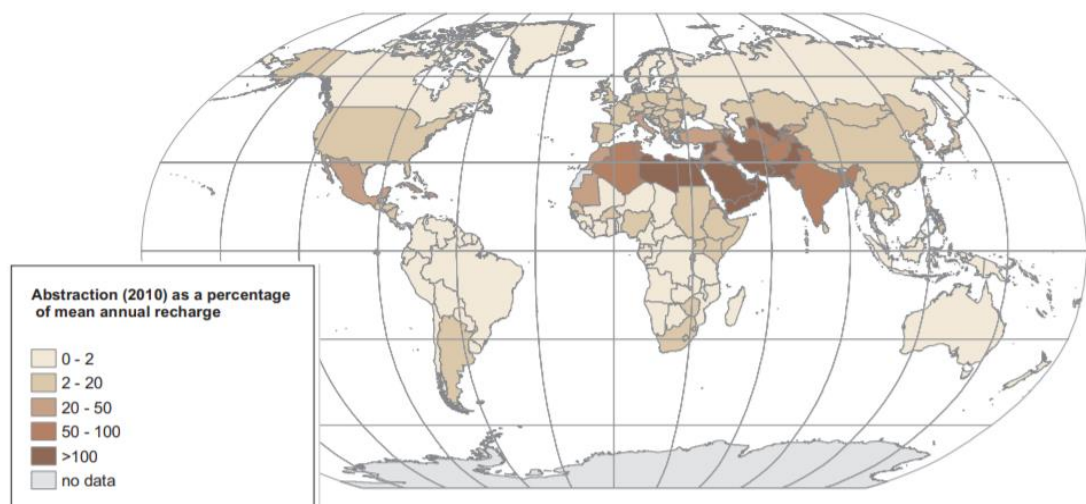 Abstraction (2010) as a percentage
of mean annual recharge
0 - 2
2 - 20
20 - 50
50 - 100
>100
no data